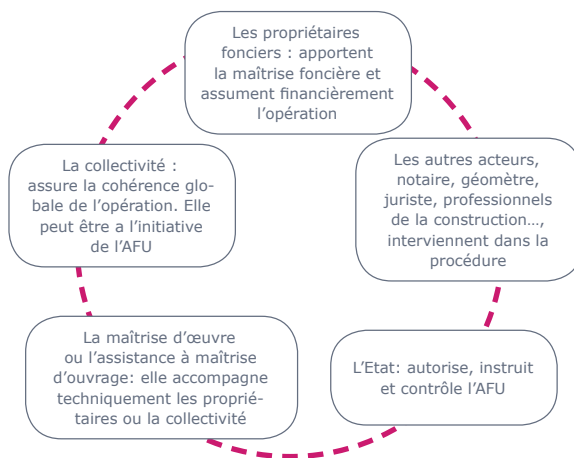 Les propriétaires
fonciers : apportent
la maîtrise foncière et
assument financièrement
l’opération
La collectivité :
assure la cohérence glo-
bale de l’opération. Elle
peut être a l’initiative
de l’AFU
Les autres acteurs,
notaire, géomètre,
juriste, professionnels
de la construction…,
interviennent dans la
procédure
La maîtrise d’œuvre
ou l’assistance à maîtrise
d’ouvrage: elle accompagne
techniquement les proprié-
taires ou la collectivité
L’Etat: autorise, instruit
et contrôle l’AFU